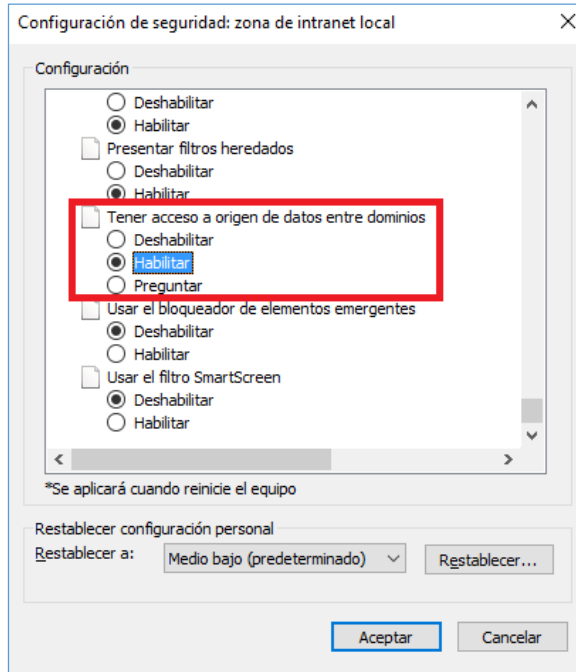 Configuración de seguridad: zona de intranet local
Configuración
Deshabilitar
Habilitar
Presentar filtros heredados
Deshabilitar
Habilitar
Tener acceso a origen de datos entre dominios
Deshabilitar
Habilitar
Preguntar
Usar el bloqueador de elementos emergentes
Deshabilitar
Habilitar
Usar el filtro SmartScreen
Deshabilitar
Habilitar
*Se aplicará cuando reinicie el equipo
Restablecer configuración personal
Restablecer a: Medio bajo (predeterminado) Restablecer...
Aceptar Cancelar